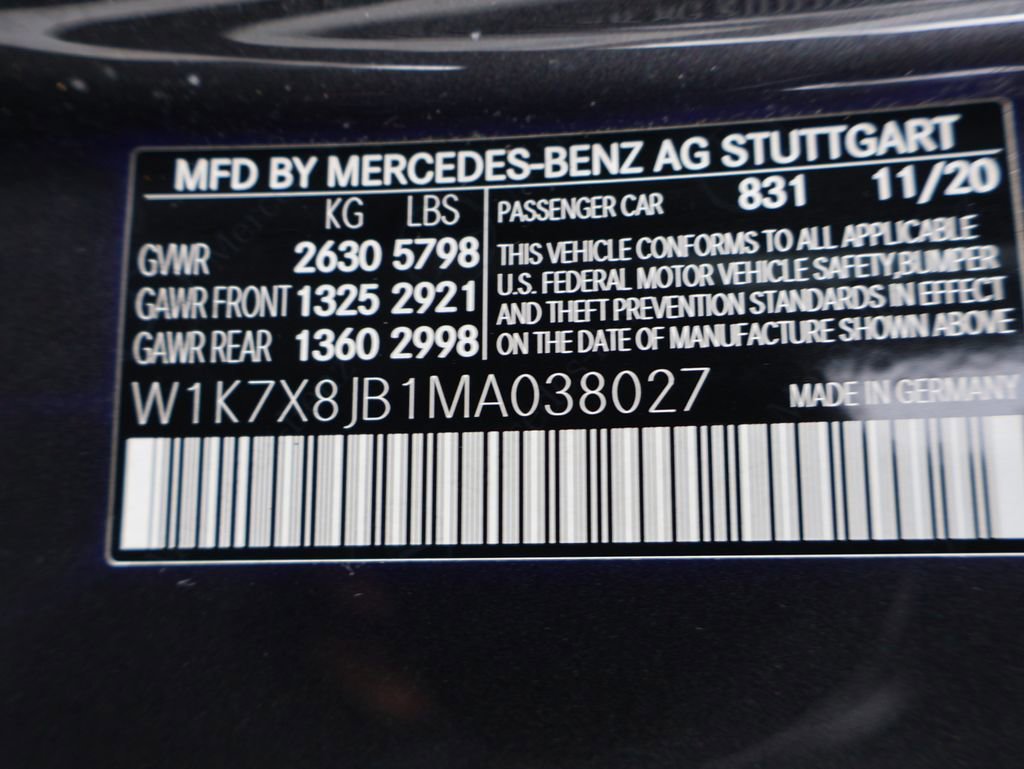 MFD BY MERCEDES-BENZ AG STUTTGART
KG LBS
GVWR 2630 5798
GAWR FRONT 1325 2921
GAWR REAR 1360 2998
PASSENGER CAR 831 11/20
THIS VEHICLE CONFORMS TO ALL APPLICABLE
U.S. FEDERAL MOTOR VEHICLE SAFETY,BUMPER
AND THEFT PREVENTION STANDARDS IN EFFECT
ON THE DATE OF MANUFACTURE SHOWN ABOVE
W1K7X8JB1MA038027
MADE IN GERMANY